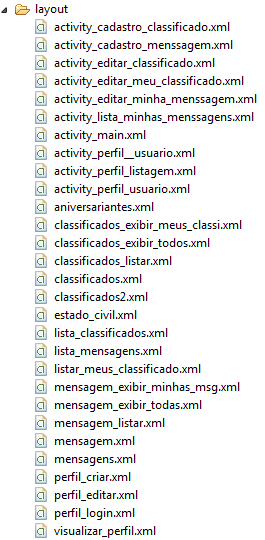 layout
activity_cadastro_classificado.xml
activity_cadastro_menssagem.xml
activity_editar_classificado.xml
activity_editar_meu_classificado.xml
activity_editar_minha_menssagem.xml
activity_lista_minhas_menssagens.xml
activity_main.xml
activity_perfil__usuario.xml
activity_perfil_listagem.xml
activity_perfil_usuario.xml
aniversariantes.xml
classificados_exibir_meus_classi.xml
classificados_exibir_todos.xml
classificados_listar.xml
classificados.xml
classificados2.xml
estado_civil.xml
lista_classificados.xml
lista_mensagens.xml
listar_meus_classificado.xml
mensagem_exibir_minhas_msg.xml
mensagem_exibir_todas.xml
mensagem_listar.xml
mensagem.xml
mensagens.xml
perfil_criar.xml
perfil_editar.xml
perfil_login.xml
visualizar_perfil.xml